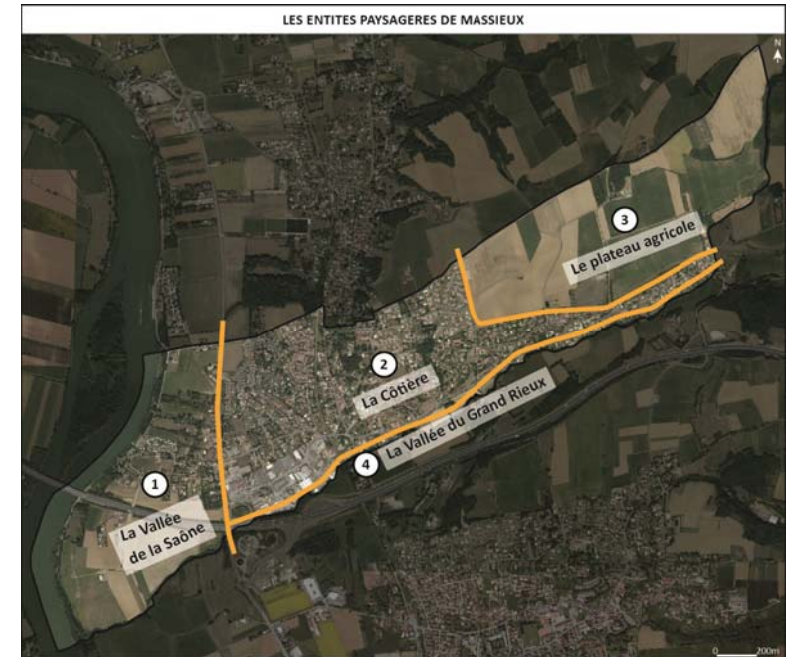 LES ENTITES PAYSAGERES DE MASSIEUX
N
3
Le plateau agricole
2
La Côtière
La Vallée du Grand Rieux
4
1
La Vallée
de la Saône
0 200m